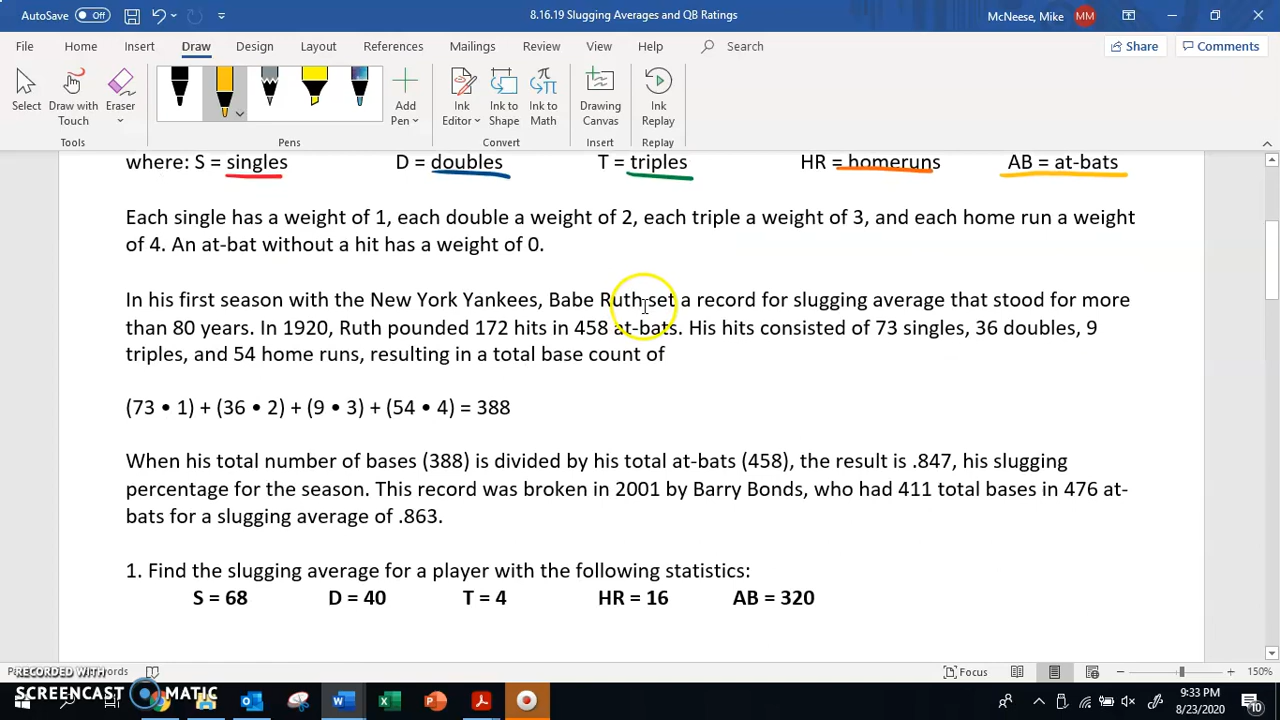 AutoSave Off 8.16.19 Slugging Averages and QB Ratings McNeese, Mike MM
File Home Insert Draw Design Layout References Mailings Review View Help Search Share Comments
Select Draw with Touch Eraser Add Pen Ink Editor Ink to Shape Ink to Math Drawing Canvas Ink Replay
Tools Pens Convert Insert Replay
where: S = singles D = doubles T = triples HR = homeruns AB = at-bats
Each single has a weight of 1, each double a weight of 2, each triple a weight of 3, and each home run a weight
of 4. An at-bat without a hit has a weight of 0.
In his first season with the New York Yankees, Babe Ruth set a record for slugging average that stood for more
than 80 years. In 1920, Ruth pounded 172 hits in 458 at-bats. His hits consisted of 73 singles, 36 doubles, 9
triples, and 54 home runs, resulting in a total base count of
(73 • 1) + (36 • 2) + (9 • 3) + (54 • 4) = 388
When his total number of bases (388) is divided by his total at-bats (458), the result is .847, his slugging
percentage for the season. This record was broken in 2001 by Barry Bonds, who had 411 total bases in 476 at-
bats for a slugging average of .863.
1. Find the slugging average for a player with the following statistics:
S = 68 D = 40 T = 4 HR = 16 AB = 320
RECORDED WITH
Focus 150%
SCREENCAST MATIC
9:33 PM
8/23/2020
10